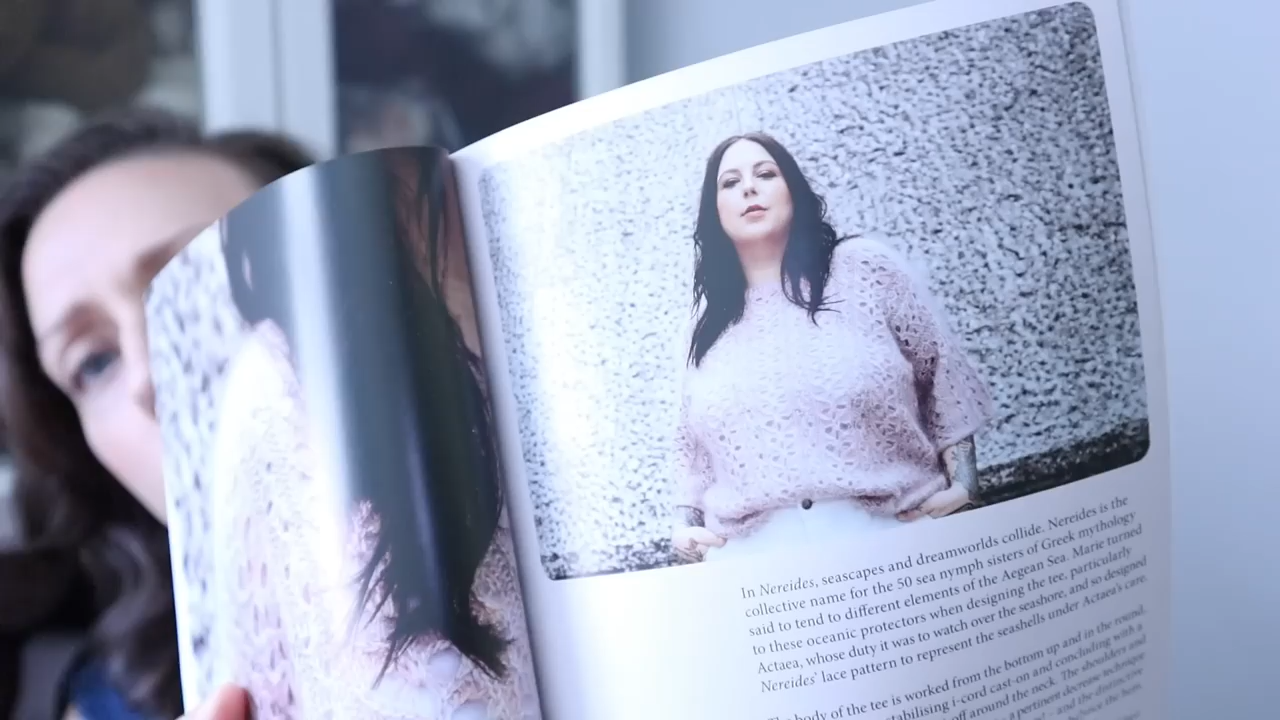 In Nereides, seascapes and dreamworlds collide. Nereides is the
collective name for the 50 sea nymph sisters of Greek mythology
said to tend to different elements of the Aegean Sea. Marie turned
to these oceanic protectors when designing the tee, particularly
Actaea, whose duty it was to watch over the seashore, and so designed
Nereides' lace pattern to represent the seashells under Actaea's care.
The body of the tee is worked from the bottom up and in the round,
stabilising i-cord cast-on and concluding with a
off around the neck. The shoulders and
a pertinent decrease technique
and the distinctive